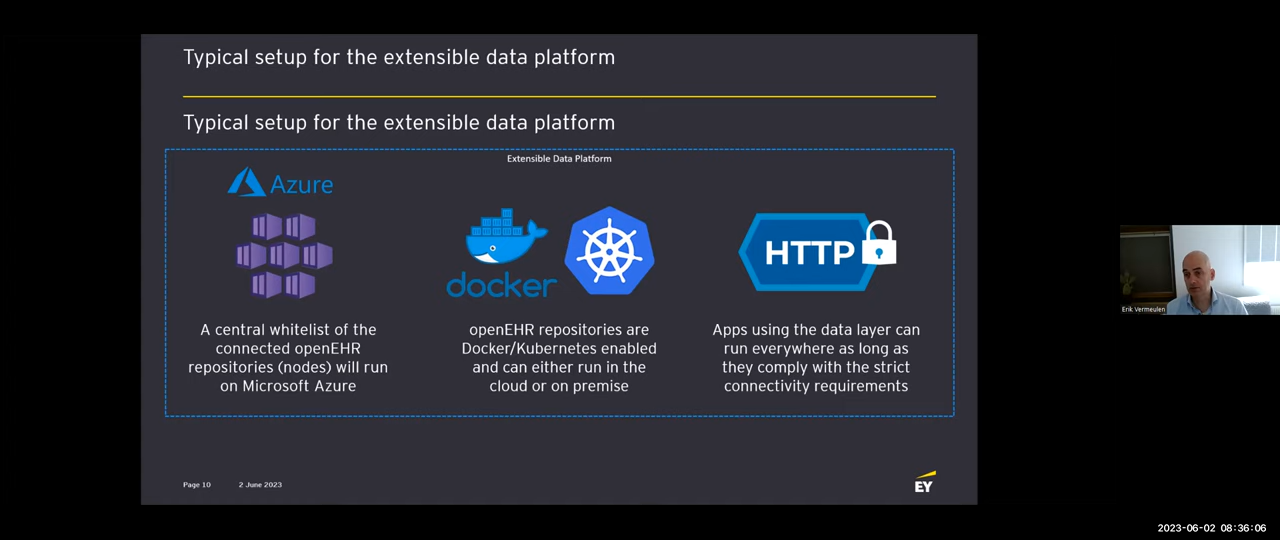 Typical setup for the extensible data platform
Typical setup for the extensible data platform
Extensible Data Platform
Azure
docker
HTTP
A central whitelist of the
connected openEHR
repositories (nodes) will run
on Microsoft Azure
openEHR repositories are
Docker/Kubernetes enabled
and can either run in the
cloud or on premise
Apps using the data layer can
run everywhere as long as
they comply with the strict
connectivity requirements
Page 10
2 June 2023
EY
Erik Vermeulen
2023-06-02 08:36:06